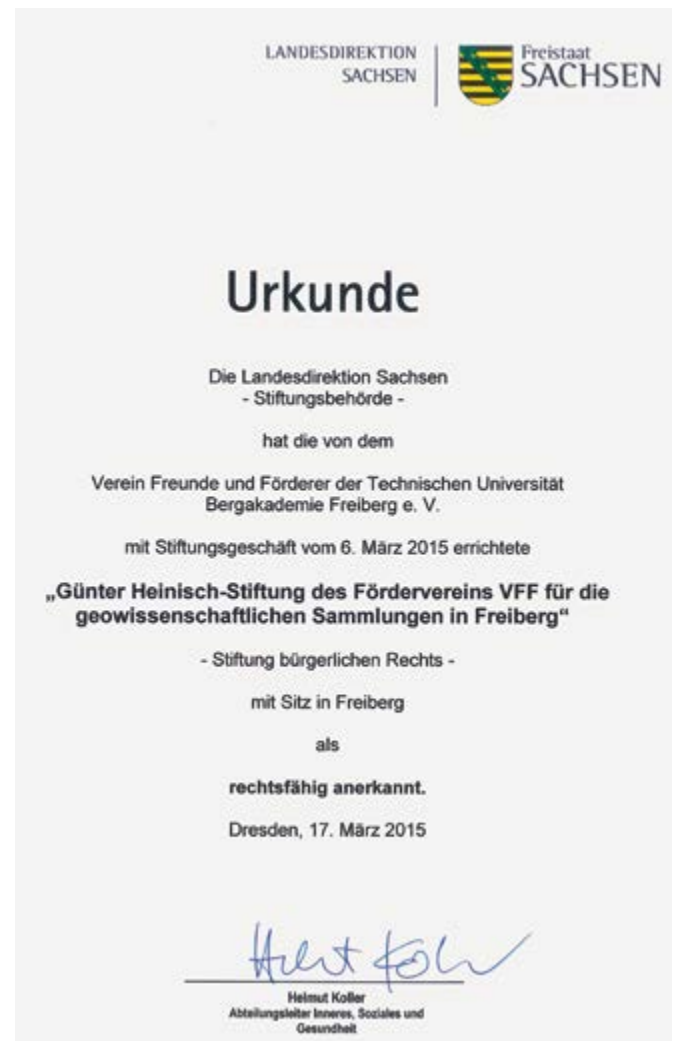 LANDESDIREKTION
SACHSEN
Freistaat
SACHSEN
Urkunde
Die Landesdirektion Sachsen
- Stiftungsbehörde -
hat die von dem
Verein Freunde und Förderer der Technischen Universität
Bergakademie Freiberg e. V.
mit Stiftungsgeschäft vom 6. März 2015 errichtete
„Günter Heinisch-Stiftung des Fördervereins VFF für die
geowissenschaftlichen Sammlungen in Freiberg“
- Stiftung bürgerlichen Rechts -
mit Sitz in Freiberg
als
rechtsfähig anerkannt.
Dresden, 17. März 2015
Helmut Koller
Helmut Koller
Abteilungsleiter Inneres, Soziales und
Gesundheit